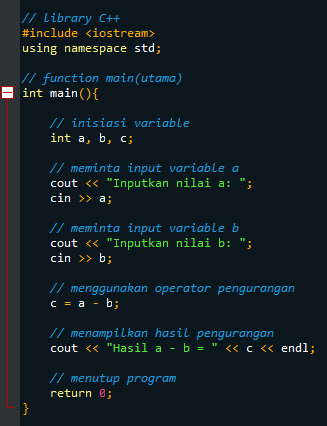 // library C++
#include <iostream>
using namespace std;
// function main(utama)
int main(){
// inisiasi variable
int a, b, c;
// meminta input variable a
cout << "Inputkan nilai a: ";
cin >> a;
// meminta input variable b
cout << "Inputkan nilai b: ";
cin >> b;
// menggunakan operator pengurangan
c = a - b;
// menampilkan hasil pengurangan
cout << "Hasil a - b = " << c << endl;
// menutup program
return 0;
}